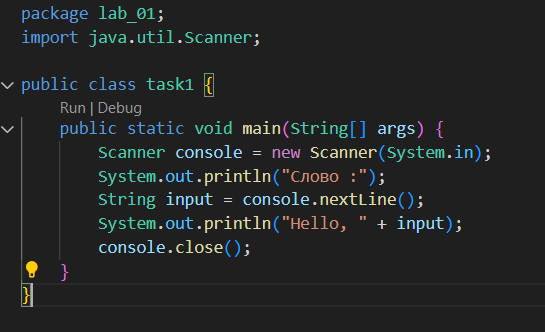 package lab_01;
import java.util.Scanner;
public class task1 {
Run | Debug
public static void main(String[] args) {
Scanner console = new Scanner(System.in);
System.out.println("Слово :");
String input = console.nextLine();
System.out.println("Hello, " + input);
console.close();
}
}